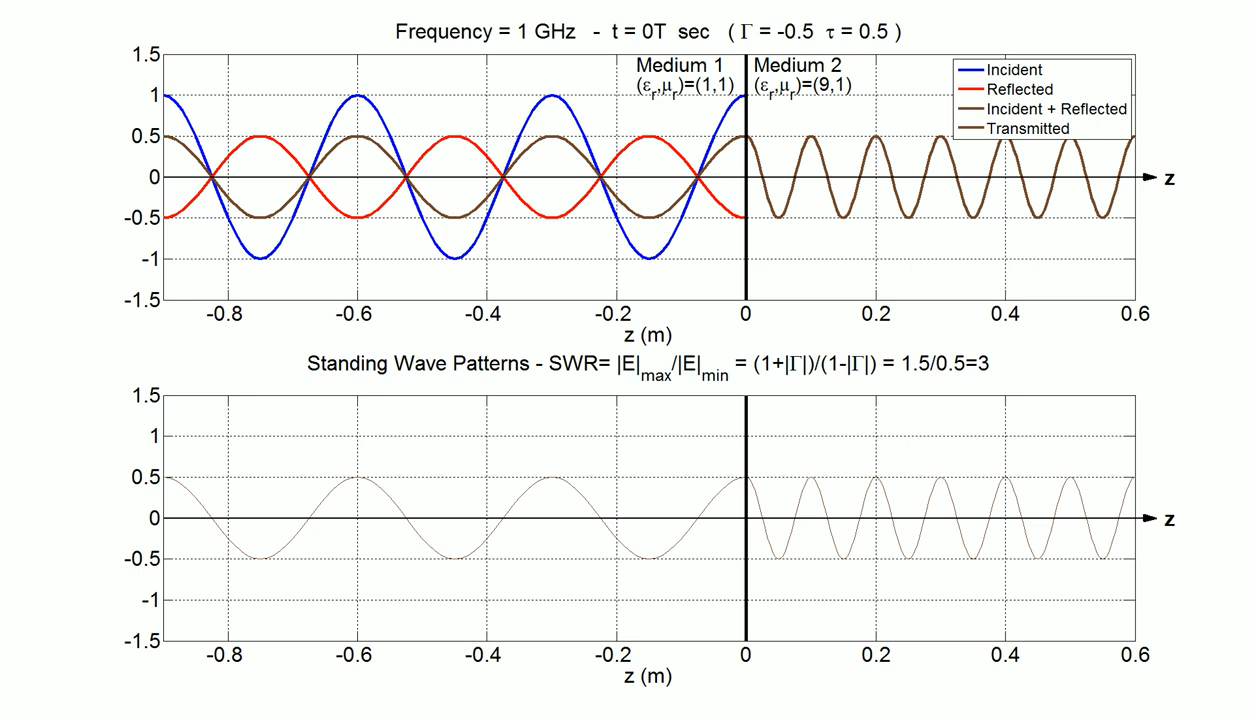 Frequency = 1 GHz - t = 0T sec ( Γ = -0.5 τ = 0.5 )
1.5
1
0.5
0
-0.5
-1
-1.5
Medium 1
(εr,μr)=(1,1)
Medium 2
(εr,μr)=(9,1)
Incident
Reflected
Incident + Reflected
Transmitted
z
-0.8 -0.6 -0.4 -0.2 0 0.2 0.4 0.6
z (m)
Standing Wave Patterns - SWR= |E|max/|E|min = (1+|Γ|)/(1-|Γ|) = 1.5/0.5=3
1.5
1
0.5
0
-0.5
-1
-1.5
z
-0.8 -0.6 -0.4 -0.2 0 0.2 0.4 0.6
z (m)